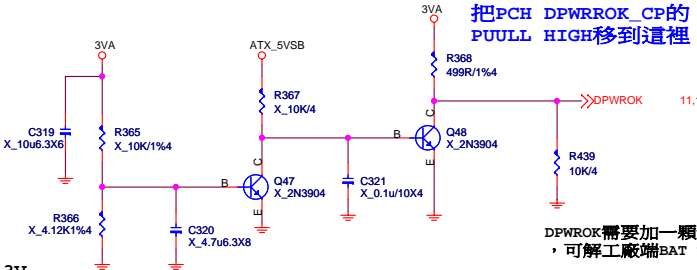 把PCH DPWRROK_CP的
PUULL HIGH移到這裡
3VA
ATX_5VSB
3VA
R368
499R/1%4
R367
X_10K/4
C319
X_10u6.3X6
R365
X_10K/1%4
DPWROK
11,
B
C
E
Q48
X_2N3904
R439
10K/4
B
C
E
Q47
X_2N3904
C321
X_0.1u/10X4
R366
X_4.12K1%4
C320
X_4.7u6.3X8
DPWROK需要加一顆
，可解工廠端BAT
3V